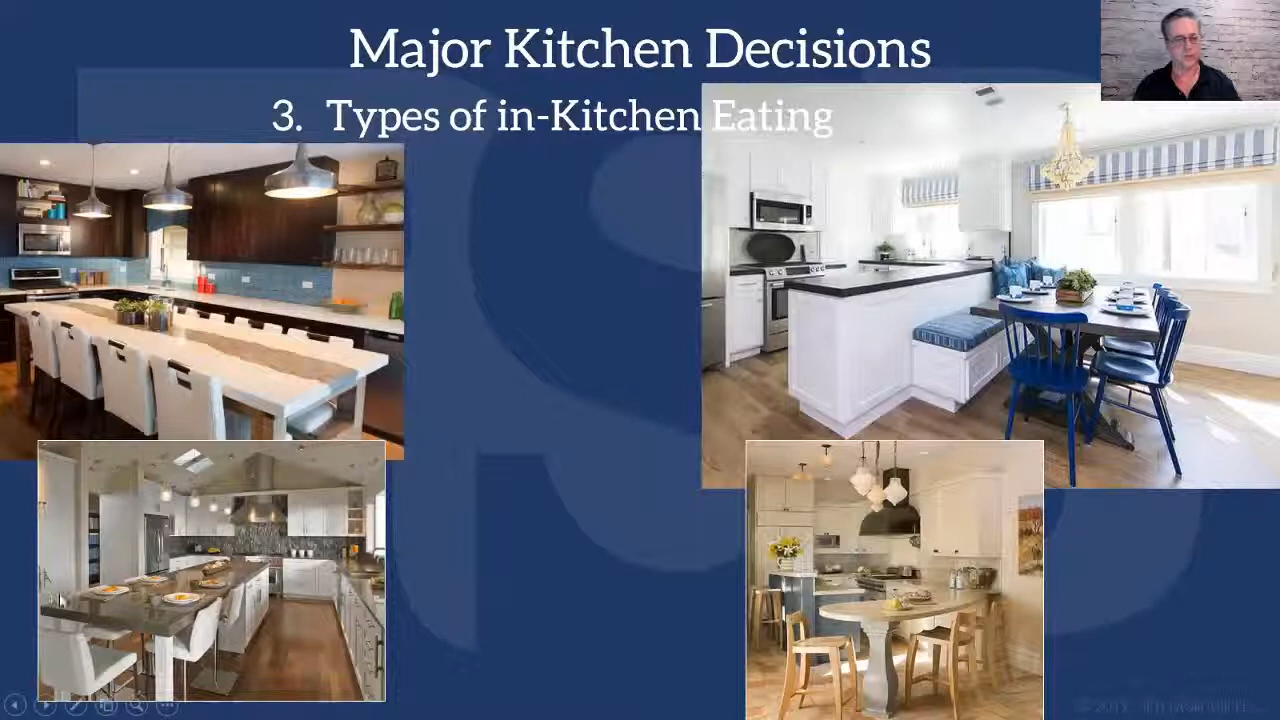 Major Kitchen Decisions
3. Types of in-Kitchen Eating